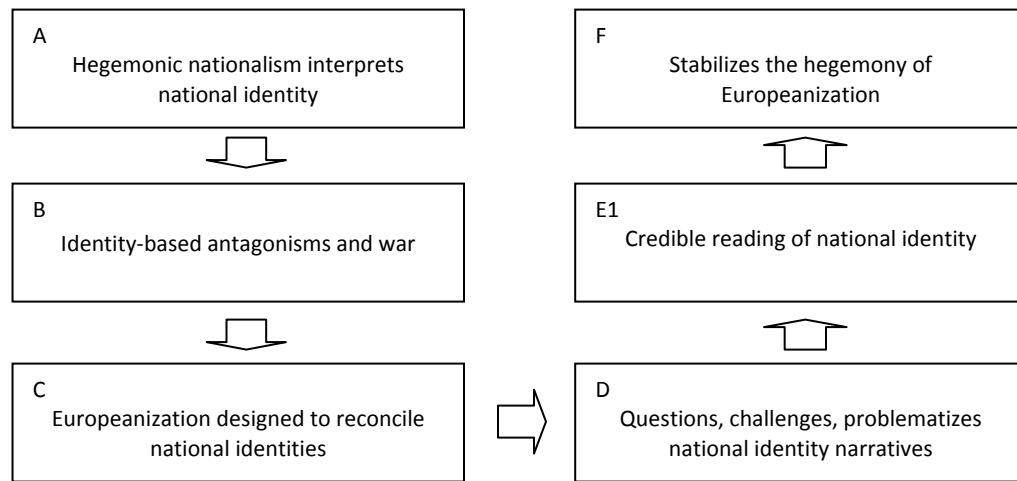 A
Hegemonic nationalism interprets
national identity
B
Identity-based antagonisms and war
C
Europeanization designed to reconcile
national identities
D
Questions, challenges, problematizes
national identity narratives
E1
Credible reading of national identity
F
Stabilizes the hegemony of
Europeanization